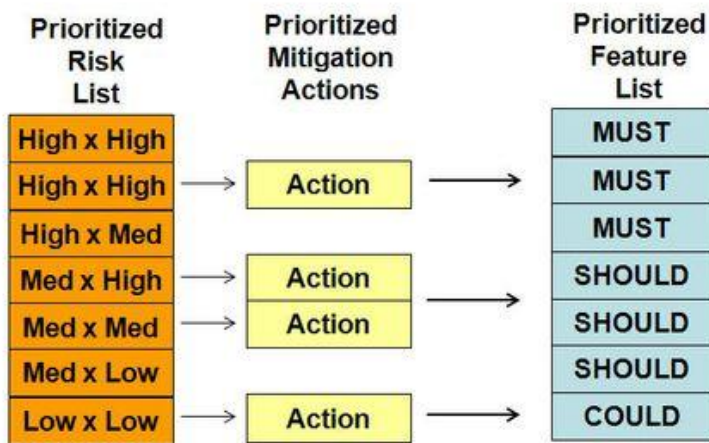 Prioritized
Risk
List
Prioritized
Mitigation
Actions
Prioritized
Feature
List
High x High
High x High
High x Med
Med x High
Med x Med
Med x Low
Low x Low
Action
Action
Action
Action
MUST
MUST
MUST
SHOULD
SHOULD
SHOULD
COULD